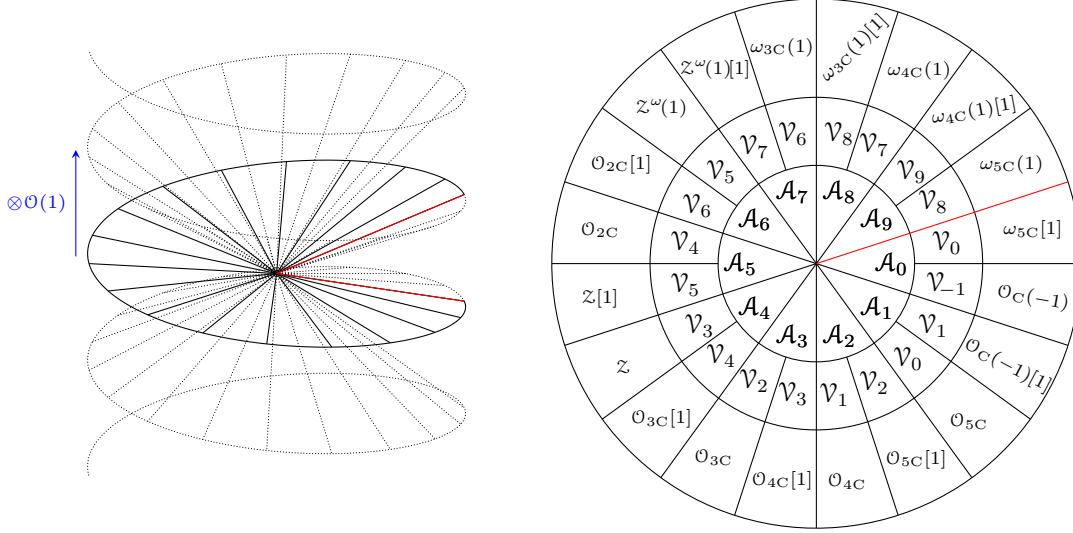 ⊗𝒪(1)
ω₃C(1)
ω₃C(1)[1]
ω₄C(1)
ω₄C(1)[1]
ω₅C(1)
ω₅C[1]
𝒪C(−1)
𝒪C(−1)[1]
𝒪₅C
𝒪₅C[1]
𝒪₄C
𝒪₄C[1]
𝒪₃C
𝒪₃C[1]
𝒵
𝒵[1]
𝒪₂C
𝒪₂C[1]
𝒵^ω(1)
𝒵^ω(1)[1]
𝒱₆
𝒱₈
𝒱₇
𝒱₉
𝒱₈
𝒱₀
𝒱₋₁
𝒱₁
𝒱₀
𝒱₂
𝒱₁
𝒱₃
𝒱₂
𝒱₄
𝒱₃
𝒱₅
𝒱₄
𝒱₆
𝒱₅
𝒱₇
𝓐₀
𝓐₁
𝓐₂
𝓐₃
𝓐₄
𝓐₅
𝓐₆
𝓐₇
𝓐₈
𝓐₉